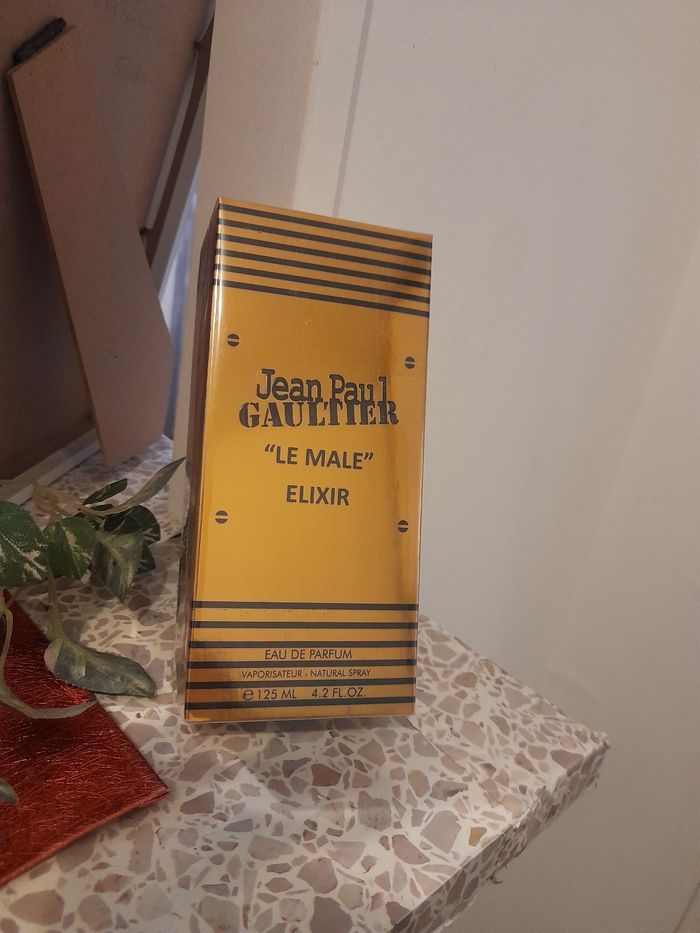 Jean Paul
GAULTIER
“LE MALE”
ELIXIR
EAU DE PARFUM
VAPORISATEUR - NATURAL SPRAY
℮ 125 ML 4.2 FL.OZ.